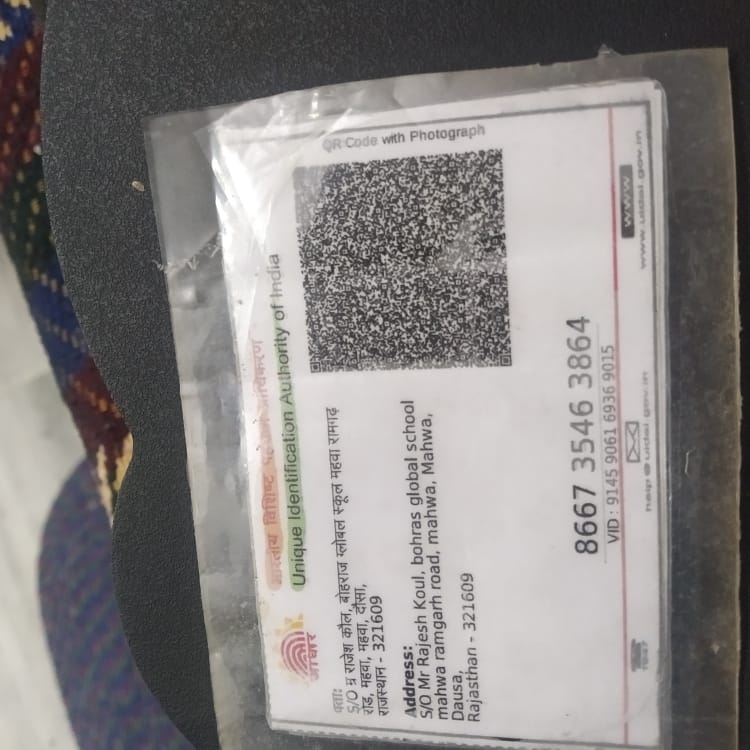 भारतीय विशिष्ट
Unique Identification Authority of India
आधार
पता:
S/O म्र राजेश कौल, बोहराज ग्लोबल स्कूल महवा रामगढ़
रोड, महवा, महवा, दौसा,
राजस्थान - 321609
Address:
S/O Mr Rajesh Koul, bohras global school
mahwa ramgarh road, mahwa, Mahwa,
Dausa,
Rajasthan - 321609
QR Code with Photograph
8667 3546 3864
VID : 9145 9061 6936 9015
1947
help@uidai.gov.in
www
www.uidai.gov.in